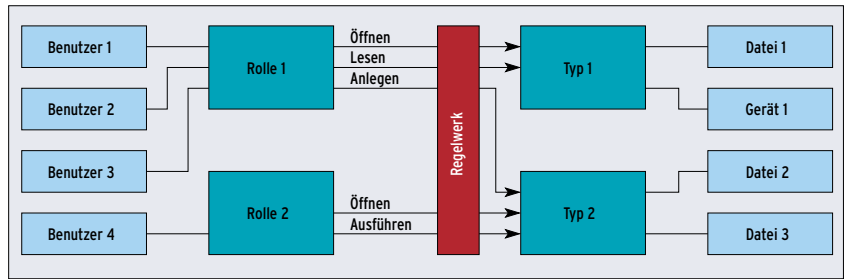 Benutzer 1
Benutzer 2
Benutzer 3
Benutzer 4
Rolle 1
Rolle 2
Öffnen
Lesen
Anlegen
Öffnen
Ausführen
Regelwerk
Typ 1
Typ 2
Datei 1
Gerät 1
Datei 2
Datei 3